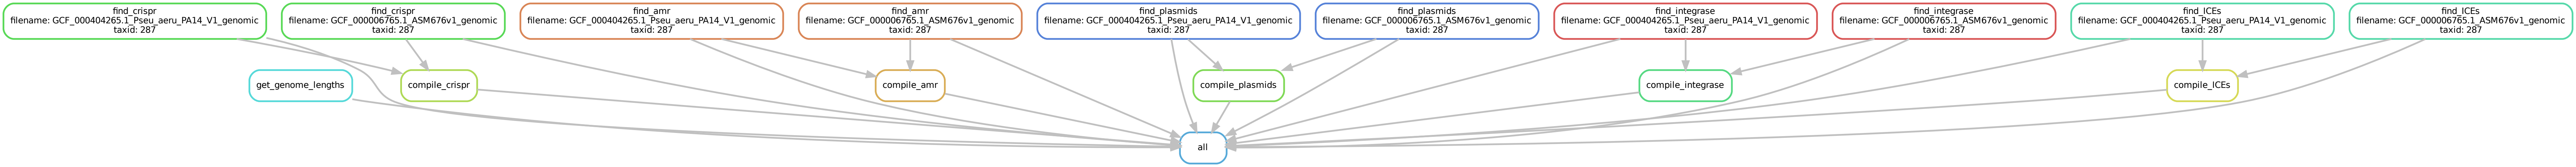 find_crispr
filename: GCF_000404265.1_Pseu_aeru_PA14_V1_genomic
taxid: 287
find_crispr
filename: GCF_000006765.1_ASM676v1_genomic
taxid: 287
find_amr
filename: GCF_000404265.1_Pseu_aeru_PA14_V1_genomic
taxid: 287
find_amr
filename: GCF_000006765.1_ASM676v1_genomic
taxid: 287
find_plasmids
filename: GCF_000404265.1_Pseu_aeru_PA14_V1_genomic
taxid: 287
find_plasmids
filename: GCF_000006765.1_ASM676v1_genomic
taxid: 287
find_integrase
filename: GCF_000404265.1_Pseu_aeru_PA14_V1_genomic
taxid: 287
find_integrase
filename: GCF_000006765.1_ASM676v1_genomic
taxid: 287
find_ICEs
filename: GCF_000404265.1_Pseu_aeru_PA14_V1_genomic
taxid: 287
find_ICEs
filename: GCF_000006765.1_ASM676v1_genomic
taxid: 287
get_genome_lengths
compile_crispr
compile_amr
compile_plasmids
compile_integrase
compile_ICEs
all